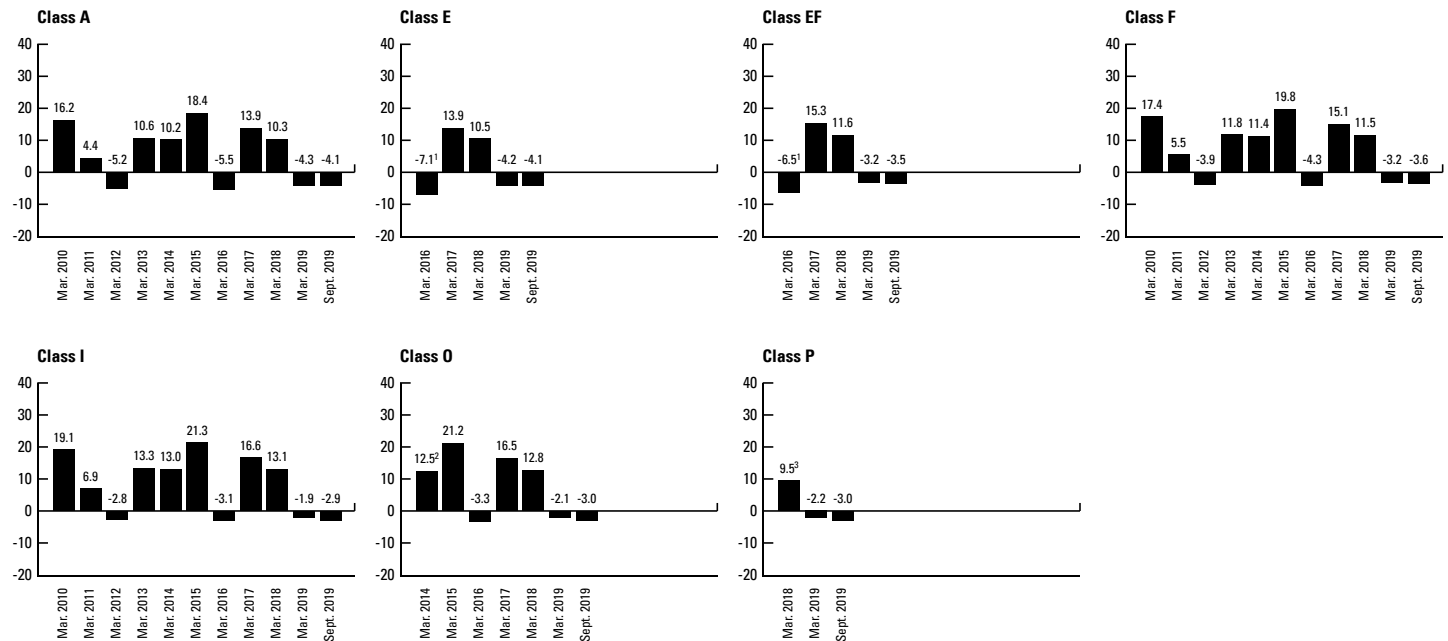 Class A
40
30
20
10
0
-10
-20
16.2
4.4
-5.2
10.6
10.2
18.4
-5.5
13.9
10.3
-4.3
-4.1
Mar. 2010
Mar. 2011
Mar. 2012
Mar. 2013
Mar. 2014
Mar. 2015
Mar. 2016
Mar. 2017
Mar. 2018
Mar. 2019
Sept. 2019
Class E
40
30
20
10
0
-10
-20
-7.1¹
13.9
10.5
-4.2
-4.1
Mar. 2016
Mar. 2017
Mar. 2018
Mar. 2019
Sept. 2019
Class EF
40
30
20
10
0
-10
-20
-6.5¹
15.3
11.6
-3.2
-3.5
Mar. 2016
Mar. 2017
Mar. 2018
Mar. 2019
Sept. 2019
Class F
40
30
20
10
0
-10
-20
17.4
5.5
-3.9
11.8
11.4
19.8
-4.3
15.1
11.5
-3.2
-3.6
Mar. 2010
Mar. 2011
Mar. 2012
Mar. 2013
Mar. 2014
Mar. 2015
Mar. 2016
Mar. 2017
Mar. 2018
Mar. 2019
Sept. 2019
Class I
40
30
20
10
0
-10
-20
19.1
6.9
-2.8
13.3
13.0
21.3
-3.1
16.6
13.1
-1.9
-2.9
Mar. 2010
Mar. 2011
Mar. 2012
Mar. 2013
Mar. 2014
Mar. 2015
Mar. 2016
Mar. 2017
Mar. 2018
Mar. 2019
Sept. 2019
Class O
40
30
20
10
0
-10
-20
12.5²
21.2
-3.3
16.5
12.8
-2.1
-3.0
Mar. 2014
Mar. 2015
Mar. 2016
Mar. 2017
Mar. 2018
Mar. 2019
Sept. 2019
Class P
40
30
20
10
0
-10
-20
9.5³
-2.2
-3.0
Mar. 2018
Mar. 2019
Sept. 2019